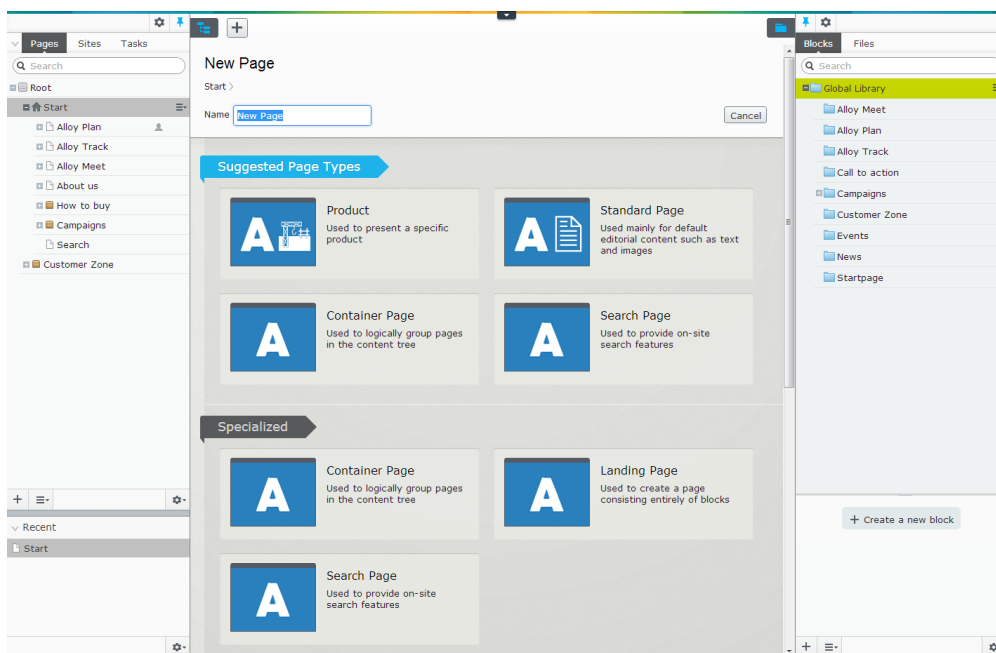 Pages
Sites
Tasks
Search
Root
Start
Alloy Plan
Alloy Track
Alloy Meet
About us
How to buy
Campaigns
Search
Customer Zone
Recent
Start
New Page
Start
Name New Page
Cancel
Suggested Page Types
Product
Used to present a specific
product
Standard Page
Used mainly for default
editorial content such as text
and images
Container Page
Used to logically group pages
in the content tree
Search Page
Used to provide on-site
search features
Specialized
Container Page
Used to logically group pages
in the content tree
Landing Page
Used to create a page
consisting entirely of blocks
Search Page
Used to provide on-site
search features
A
A
A
A
A
A
A
Blocks
Files
Search
Global Library
Alloy Meet
Alloy Plan
Alloy Track
Call to action
Campaigns
Customer Zone
Events
News
Startpage
+ Create a new block